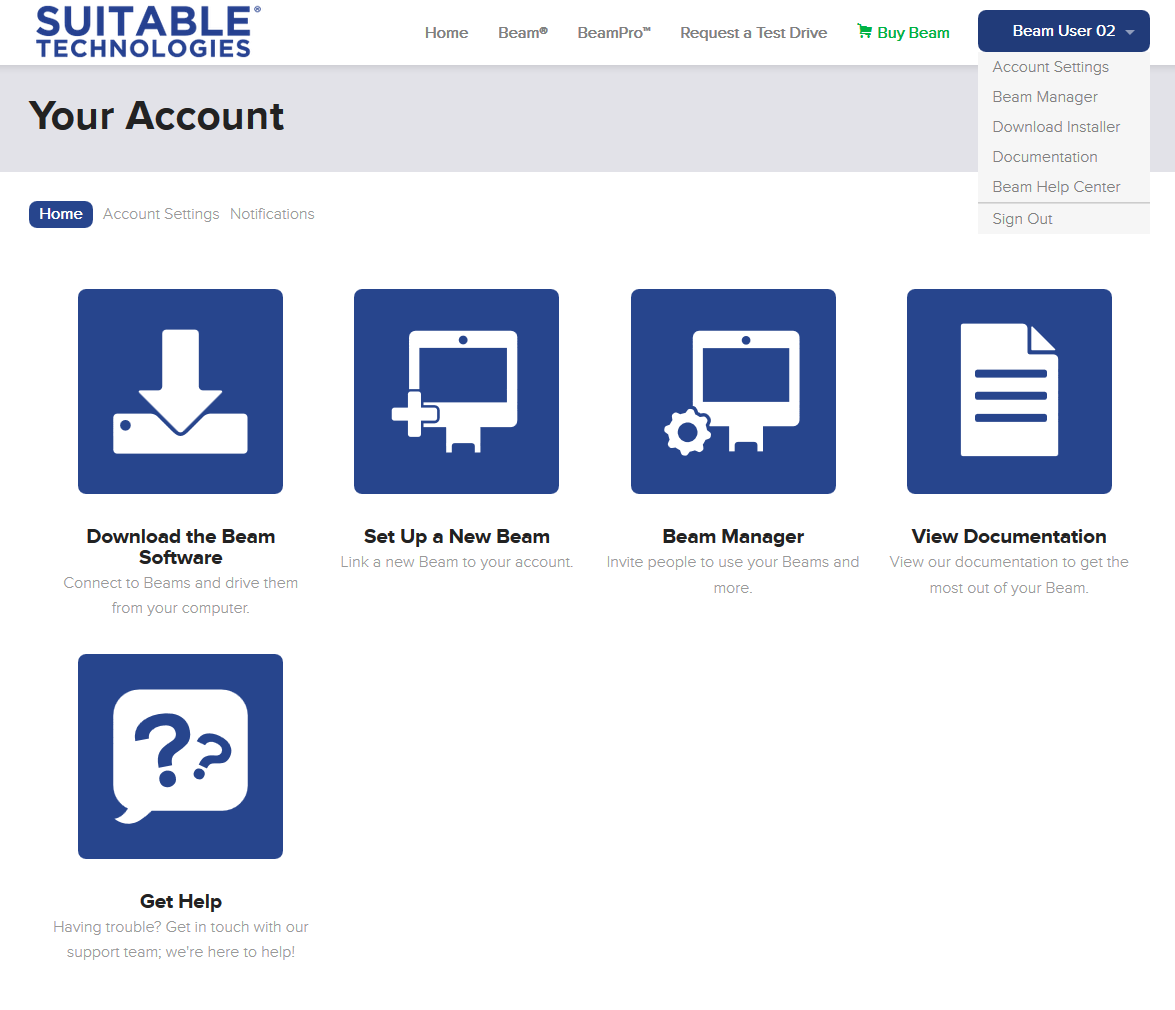 SUITABLE®
TECHNOLOGIES
Home Beam® BeamPro™ Request a Test Drive Buy Beam Beam User 02
Account Settings
Beam Manager
Download Installer
Documentation
Beam Help Center
Sign Out
Your Account
Home Account Settings Notifications
Download the Beam
Software
Connect to Beams and drive them
from your computer.
Set Up a New Beam
Link a new Beam to your account.
Beam Manager
Invite people to use your Beams and
more.
View Documentation
View our documentation to get the
most out of your Beam.
??
Get Help
Having trouble? Get in touch with our
support team; we're here to help!